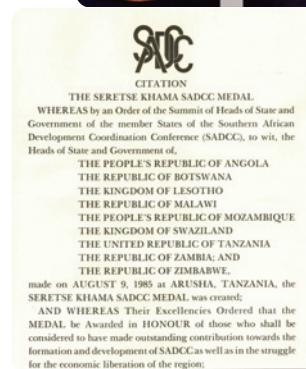 SADCC
CITATION
THE SERETSE KHAMA SADCC MEDAL
WHEREAS by an Order of the Summit of Heads of State and
Government of the member States of the Southern African
Development Coordination Conference (SADCC), to wit, the
Heads of State and Government of,
THE PEOPLE'S REPUBLIC OF ANGOLA
THE REPUBLIC OF BOTSWANA
THE KINGDOM OF LESOTHO
THE REPUBLIC OF MALAWI
THE PEOPLE'S REPUBLIC OF MOZAMBIQUE
THE KINGDOM OF SWAZILAND
THE UNITED REPUBLIC OF TANZANIA
THE REPUBLIC OF ZAMBIA; AND
THE REPUBLIC OF ZIMBABWE,
made on AUGUST 9, 1985 at ARUSHA, TANZANIA, the
SERETSE KHAMA SADCC MEDAL was created;
AND WHEREAS Their Excellencies Ordered that the
MEDAL be Awarded in HONOUR of those who shall be
considered to have made outstanding contribution towards the
formation and development of SADCC as well as in the struggle
for the economic liberation of the region;